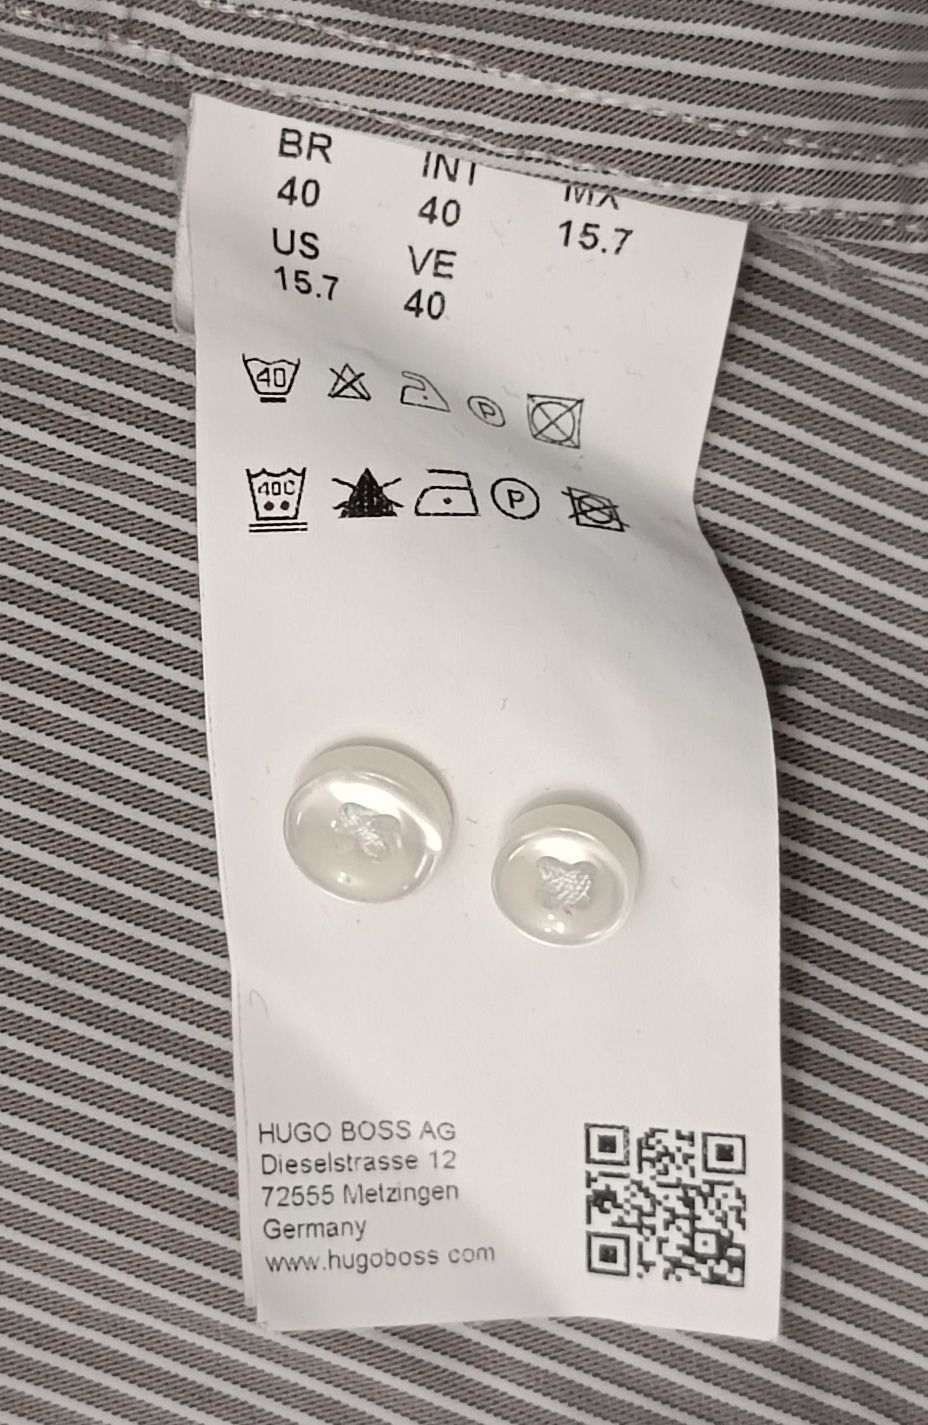 BR INT MX
40 40 15.7
US VE
15.7 40
40 P
40C P
HUGO BOSS AG
Dieselstrasse 12
72555 Metzingen
Germany
www.hugoboss.com